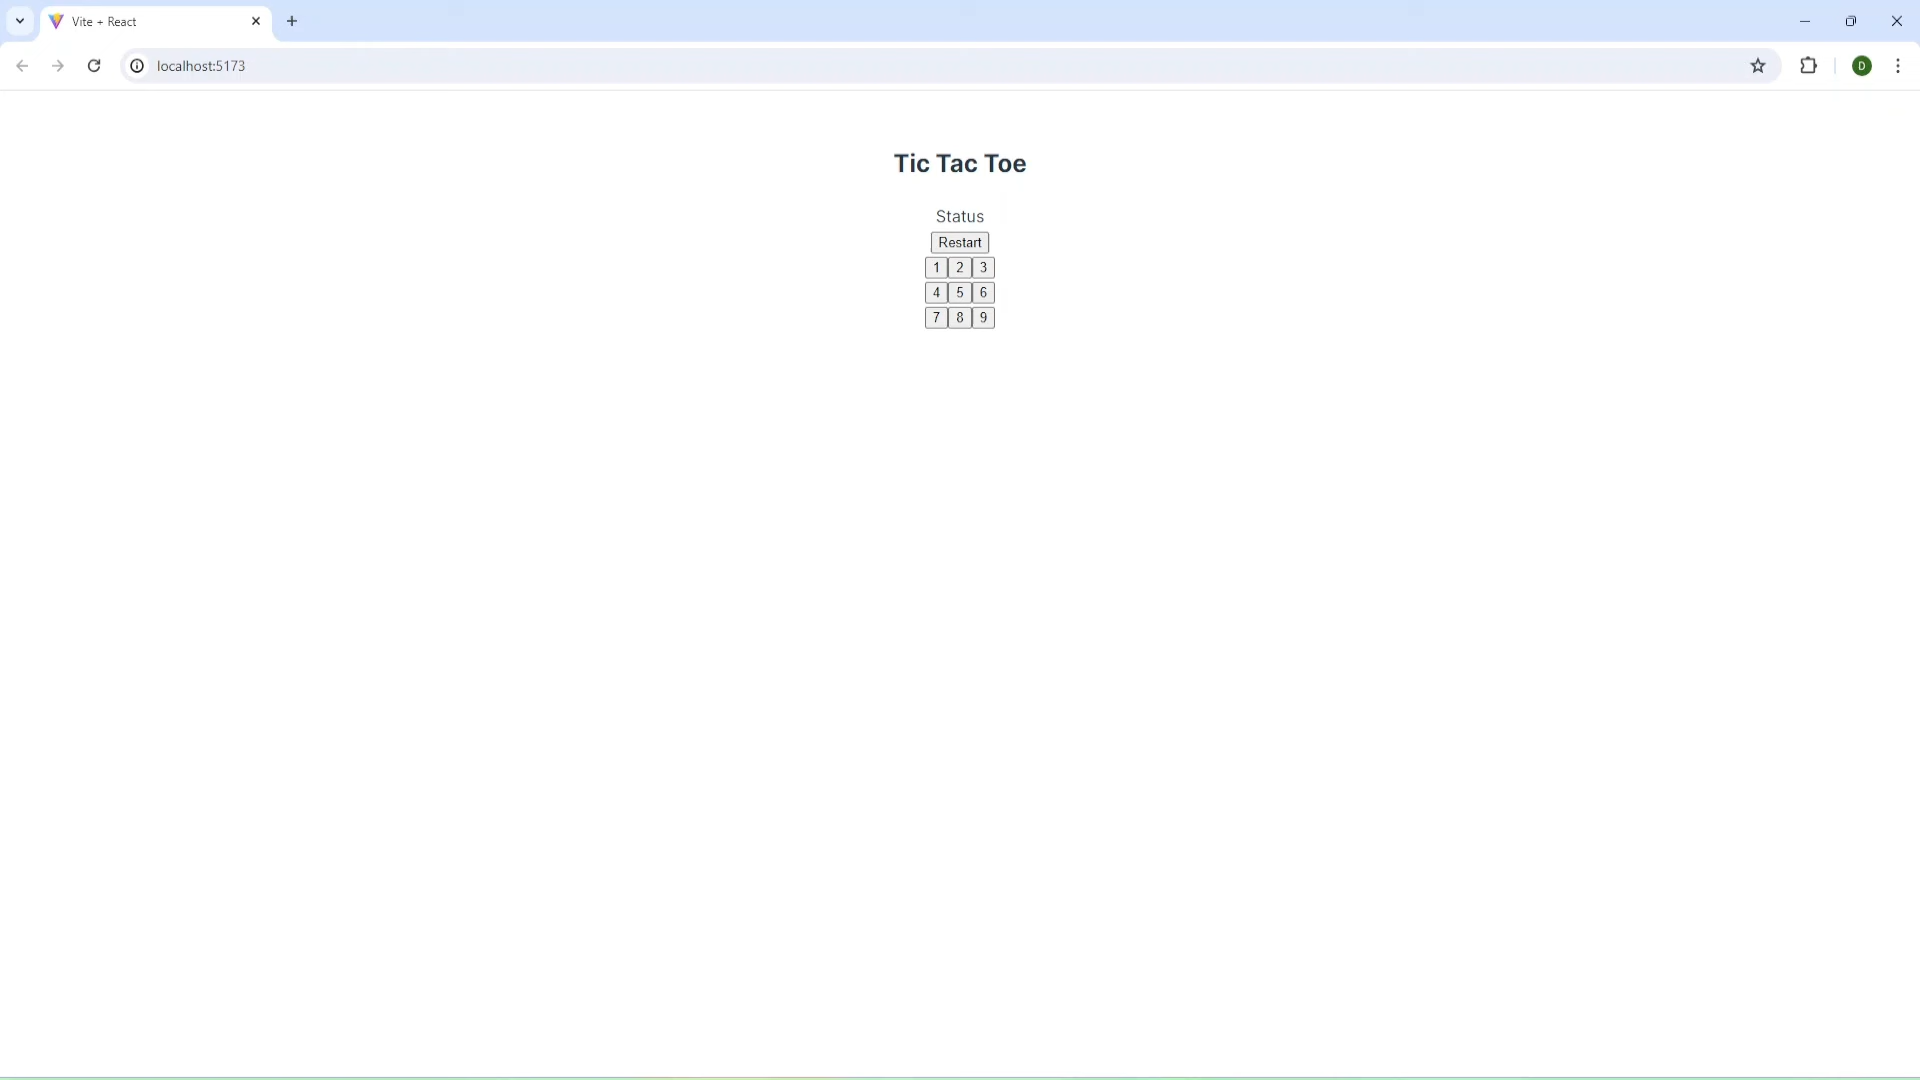 Vite + React
localhost:5173
D
Tic Tac Toe
Status
Restart
1 2 3
4 5 6
7 8 9